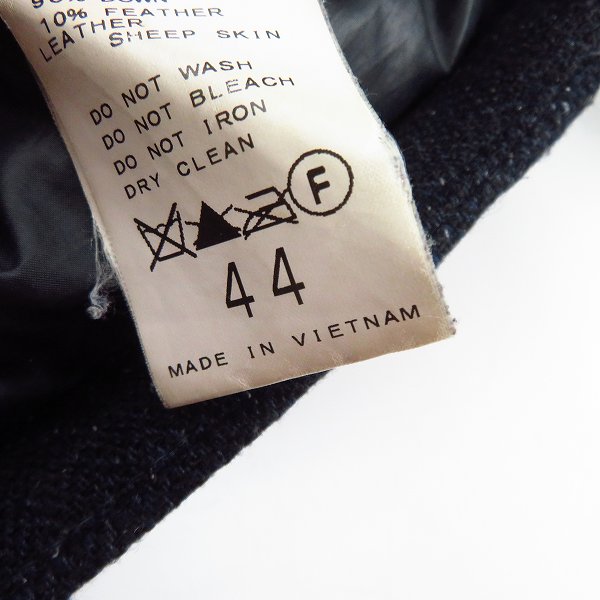 10% FEATHER
LEATHER
SHEEP SKIN
DO NOT WASH
DO NOT BLEACH
DO NOT IRON
DRY CLEAN
F
44
MADE IN VIETNAM